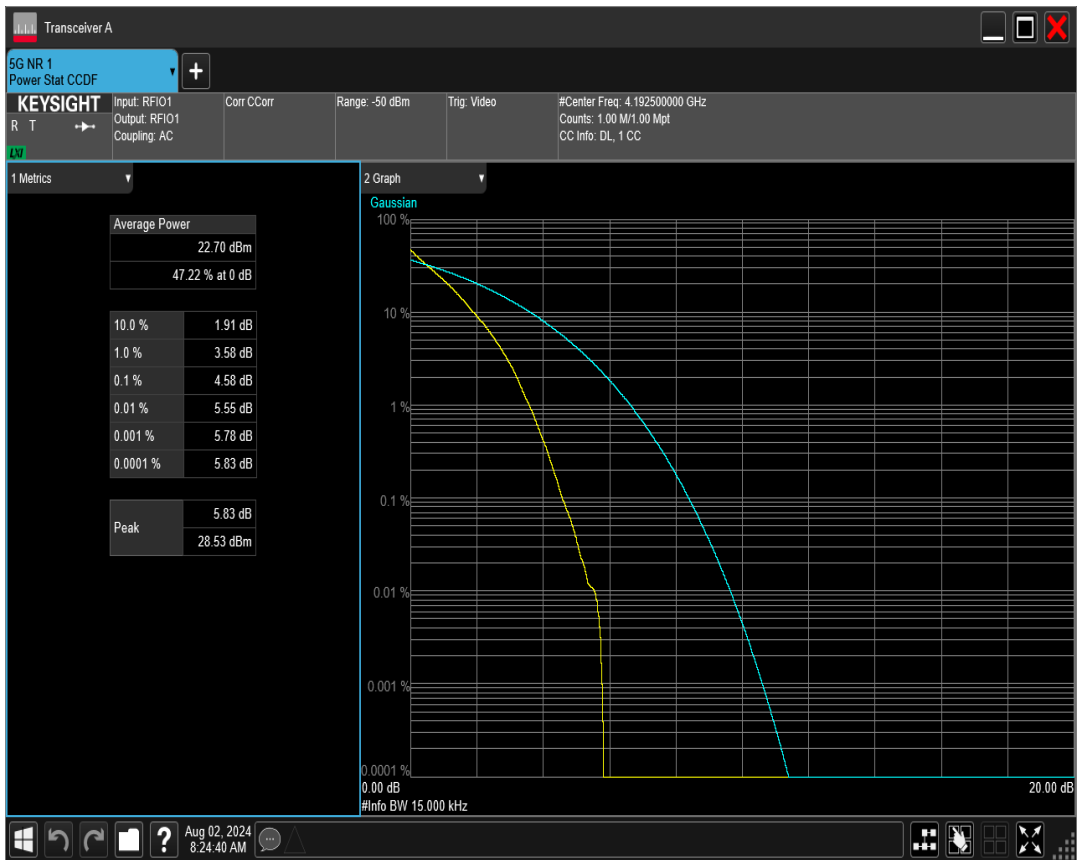 Transceiver A
5G NR 1
Power Stat CCDF
+
KEYSIGHT
R T
LXI
Input: RFIO1
Output: RFIO1
Coupling: AC
Corr CCorr
Range: -50 dBm
Trig: Video
#Center Freq: 4.192500000 GHz
Counts: 1.00 M/1.00 Mpt
CC Info: DL, 1 CC
1 Metrics
Average Power
22.70 dBm
47.22 % at 0 dB
10.0 % 1.91 dB
1.0 % 3.58 dB
0.1 % 4.58 dB
0.01 % 5.55 dB
0.001 % 5.78 dB
0.0001 % 5.83 dB
Peak
5.83 dB
28.53 dBm
2 Graph
Gaussian
100 %
10 %
1 %
0.1 %
0.01 %
0.001 %
0.0001 %
0.00 dB
20.00 dB
#Info BW 15.000 kHz
?
Aug 02, 2024
8:24:40 AM